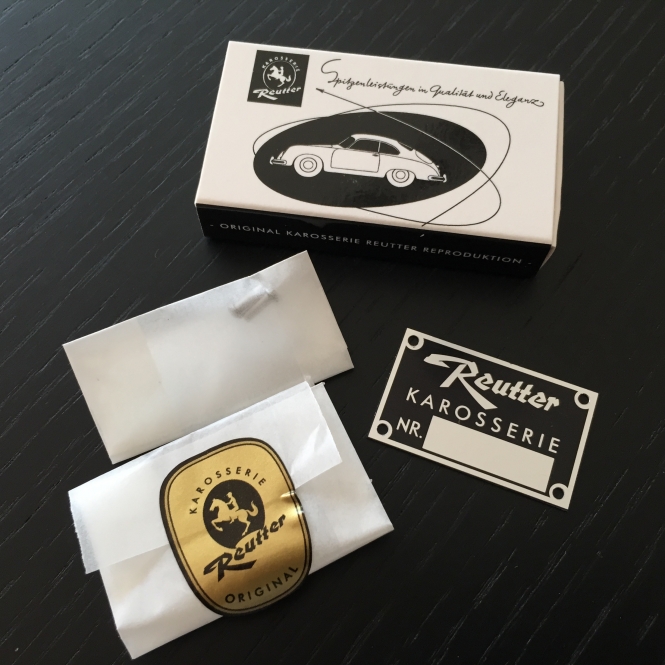 KAROSSERIE
Reutter
Spitzenleistungen in Qualität und Eleganz
- ORIGINAL KAROSSERIE REUTTER REPRODUKTION -
Reutter
KAROSSERIE
NR.
KAROSSERIE
Reutter
ORIGINAL